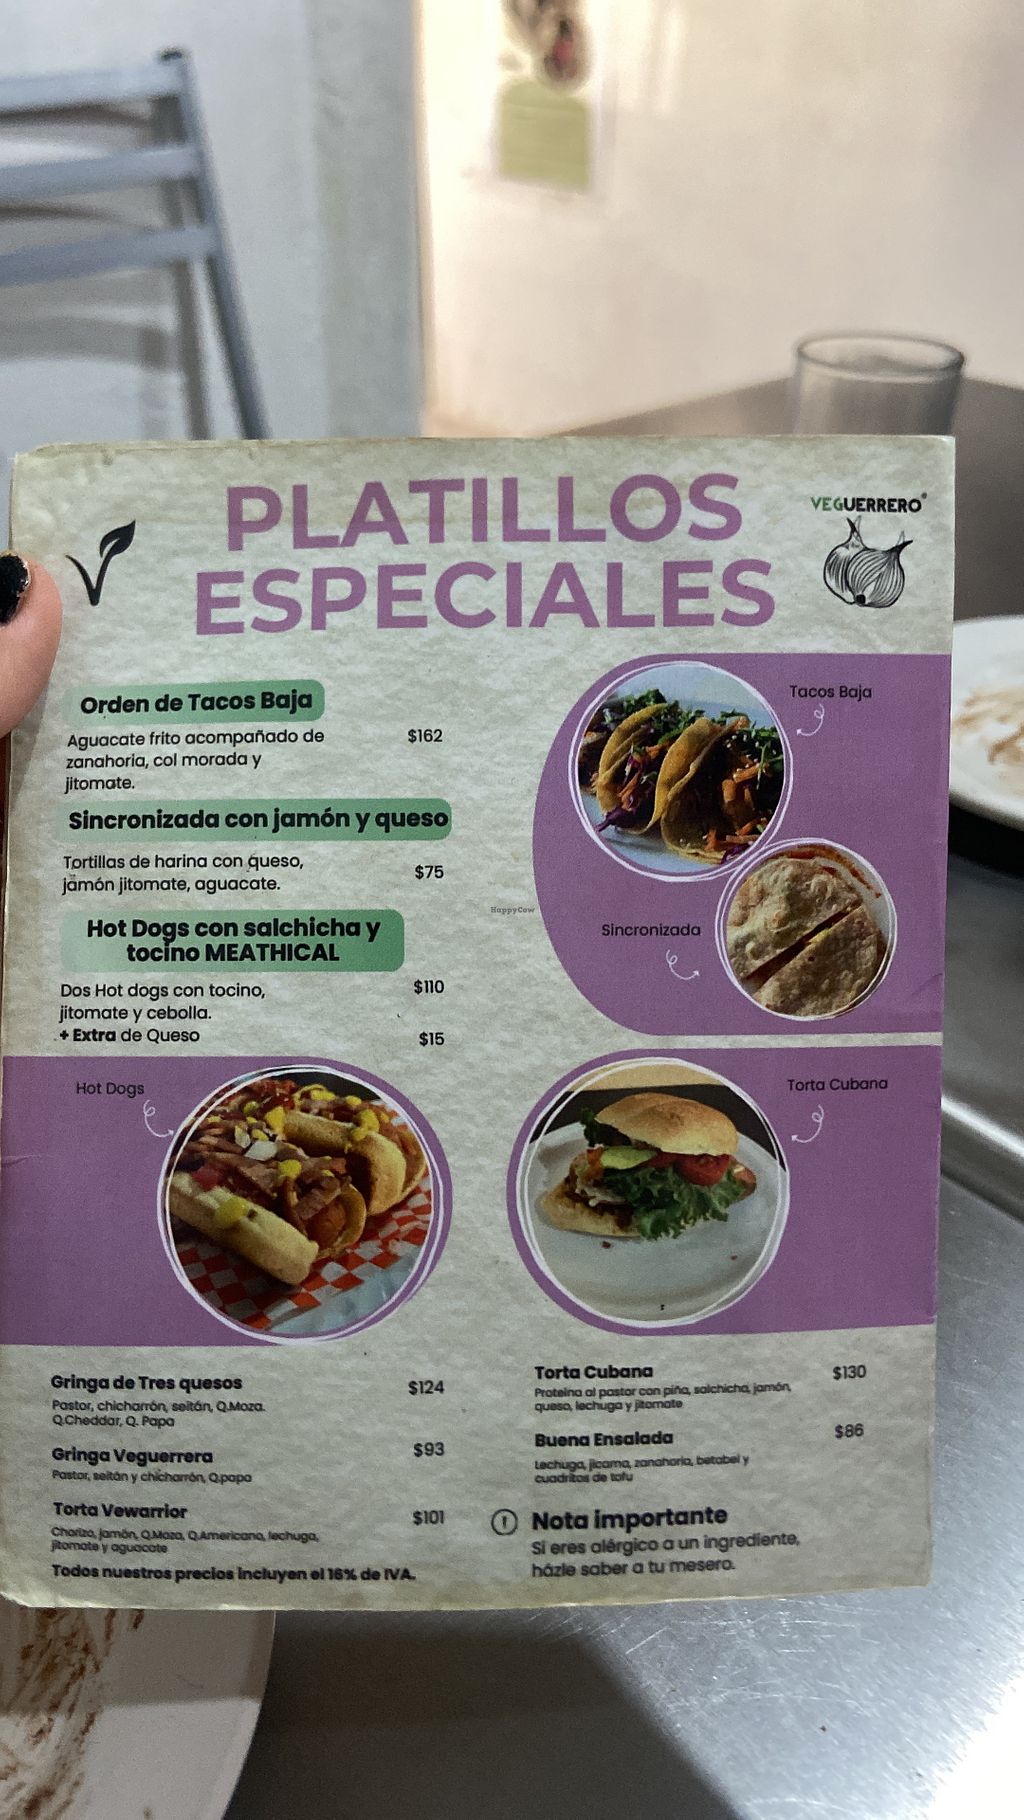 PLATILLOS
ESPECIALES
VEGUERRERO®
Orden de Tacos Baja
Aguacate frito acompañado de
zanahoria, col morada y
jitomate.
$162
Sincronizada con jamón y queso
Tortillas de harina con queso,
jamón jitomate, aguacate.
$75
Hot Dogs con salchicha y
tocino MEATHICAL
Dos Hot dogs con tocino,
jitomate y cebolla.
$110
+ Extra de Queso
$15
Tacos Baja
Sincronizada
HappyCow
Hot Dogs
Torta Cubana
Gringa de Tres quesos
$124
Pastor, chicharrón, seitán, Q.Moza.
Q.Cheddar, Q. Papa
Gringa Veguerrera
$93
Pastor, seitán y chicharrón, Q.papa
Torta Vewarrior
$101
Chorizo, jamón, Q.Moza, Q.Americano, lechuga,
jitomate y aguacate
Todos nuestros precios incluyen el 16% de IVA.
Torta Cubana
$130
Proteína al pastor con piña, salchicha, jamón,
queso, lechuga y jitomate
Buena Ensalada
$86
Lechuga, jícama, zanahoria, betabel y
cuadritos de tofu
! Nota importante
Si eres alérgico a un ingrediente,
házle saber a tu mesero.